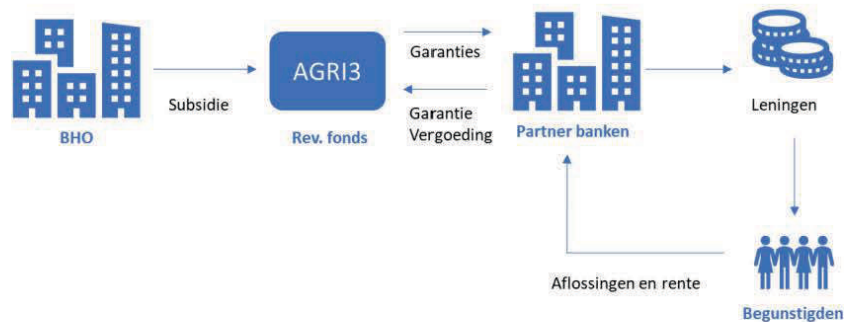 BHO
Subsidie
AGRI3
Rev. fonds
Garanties
Garantie
Vergoeding
Partner banken
Leningen
Aflossingen en rente
Begunstigden